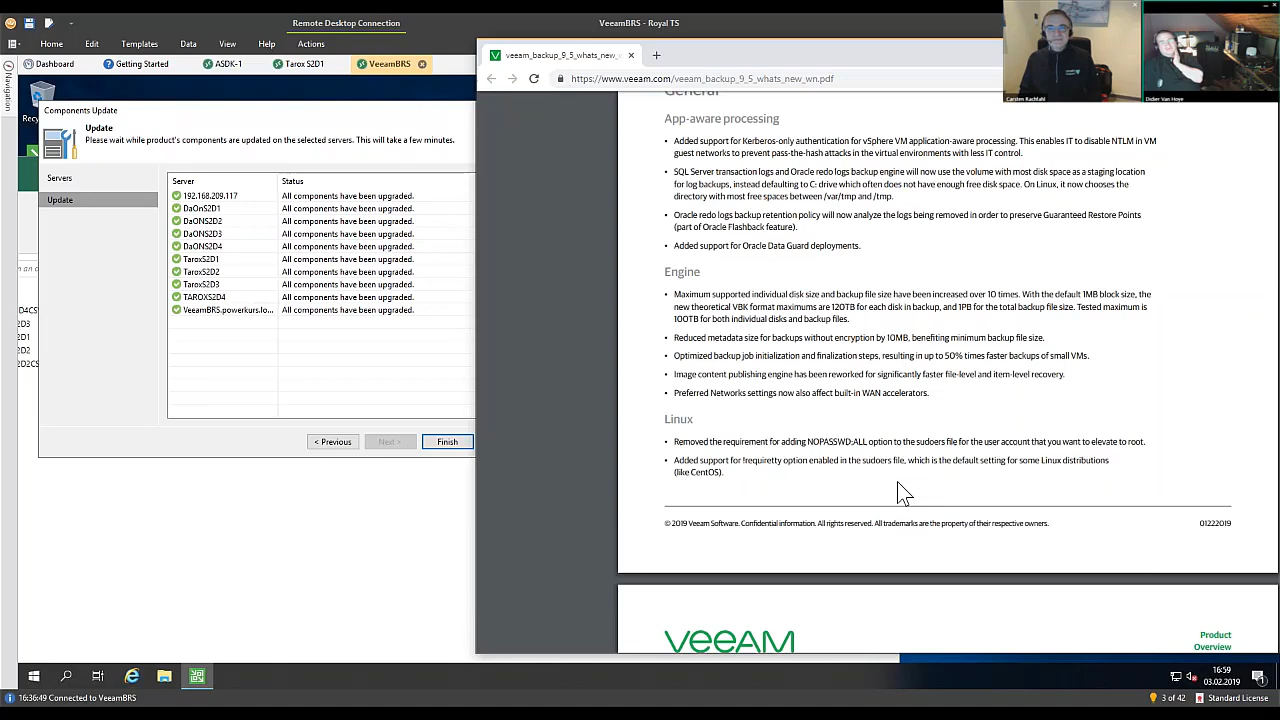 Remote Desktop Connection
VeeamBRS - Royal TS
Home Edit Templates Data View Help Actions
Dashboard Getting Started ASDK-1 Tarox S2D1 VeeamBRS
Navigation
Components Update
Update
Please wait while product's components are updated on the selected servers. This will take a few minutes.
Servers
Update
Server Status
192.168.209.117 All components have been upgraded.
DaOnS2D1 All components have been upgraded.
DaONS2D2 All components have been upgraded.
DaONS2D3 All components have been upgraded.
DaONS2D4 All components have been upgraded.
TaroxS2D1 All components have been upgraded.
TaroxS2D2 All components have been upgraded.
TaroxS2D3 All components have been upgraded.
TAROXS2D4 All components have been upgraded.
VeeamBRS.powerkurs.lo... All components have been upgraded.
< Previous Next > Finish
veeam_backup_9_5_whats_new_
https://www.veeam.com/veeam_backup_9_5_whats_new_wn.pdf
Carsten Rachfahl
Didier Van Hoye
General
App-aware processing
• Added support for Kerberos-only authentication for vSphere VM application-aware processing. This enables IT to disable NTLM in VM
guest networks to prevent pass-the-hash attacks in the virtual environments with less IT control.
• SQL Server transaction logs and Oracle redo logs backup engine will now use the volume with most disk space as a staging location
for log backups, instead defaulting to C: drive which often does not have enough free disk space. On Linux, it now chooses the
directory with most free spaces between /var/tmp and /tmp.
• Oracle redo logs backup retention policy will now analyze the logs being removed in order to preserve Guaranteed Restore Points
(part of Oracle Flashback feature).
• Added support for Oracle Data Guard deployments.
Engine
• Maximum supported individual disk size and backup file size have been increased over 10 times. With the default 1MB block size, the
new theoretical VBK format maximums are 120TB for each disk in backup, and 1PB for the total backup file size. Tested maximum is
100TB for both individual disks and backup files.
• Reduced metadata size for backups without encryption by 10MB, benefiting minimum backup file size.
• Optimized backup job initialization and finalization steps, resulting in up to 50% times faster backups of small VMs.
• Image content publishing engine has been reworked for significantly faster file-level and item-level recovery.
• Preferred Networks settings now also affect built-in WAN accelerators.
Linux
• Removed the requirement for adding NOPASSWD:ALL option to the sudoers file for the user account that you want to elevate to root.
• Added support for !requiretty option enabled in the sudoers file, which is the default setting for some Linux distributions
(like CentOS).
© 2019 Veeam Software. Confidential information. All rights reserved. All trademarks are the property of their respective owners. 01222019
VEEAM
Product
Overview
16:59
03.02.2019
16:36:49 Connected to VeeamBRS
3 of 42 Standard License